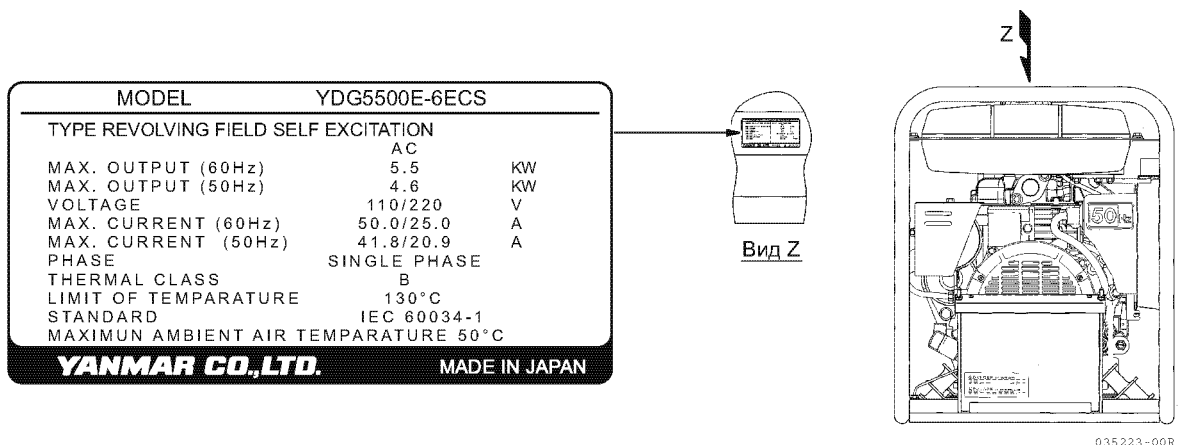 MODEL YDG5500E-6ECS
TYPE REVOLVING FIELD SELF EXCITATION
AC
MAX. OUTPUT (60Hz) 5.5 KW
MAX. OUTPUT (50Hz) 4.6 KW
VOLTAGE 110/220 V
MAX. CURRENT (60Hz) 50.0/25.0 A
MAX. CURRENT (50Hz) 41.8/20.9 A
PHASE SINGLE PHASE
THERMAL CLASS B
LIMIT OF TEMPARATURE 130°C
STANDARD IEC 60034-1
MAXIMUN AMBIENT AIR TEMPARATURE 50°C
YANMAR CO.,LTD. MADE IN JAPAN
Вид Z
Z
50Hz
035223-00R